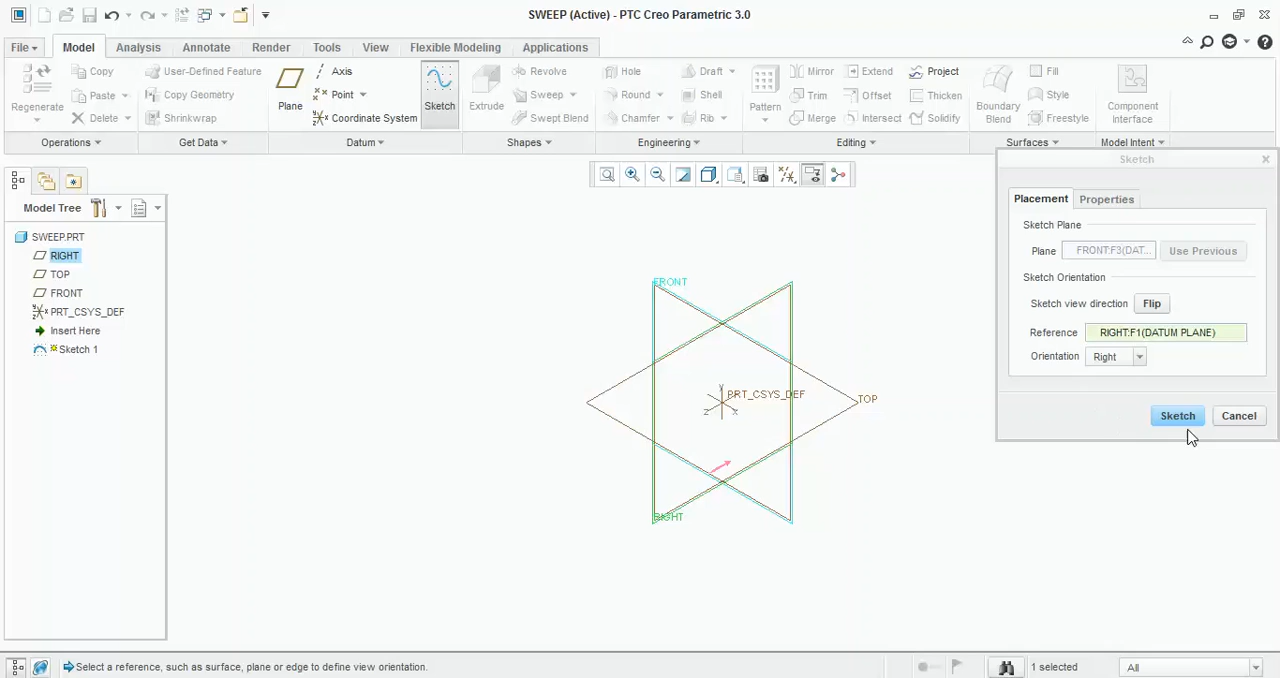 SWEEP (Active) - PTC Creo Parametric 3.0
File Model Analysis Annotate Render Tools View Flexible Modeling Applications
Regenerate
Copy
Paste
Delete
Operations
User-Defined Feature
Copy Geometry
Shrinkwrap
Get Data
Plane
Axis
Point
Coordinate System
Sketch
Datum
Extrude
Revolve
Sweep
Swept Blend
Shapes
Hole
Round
Chamfer
Draft
Shell
Rib
Engineering
Pattern
Mirror
Trim
Merge
Extend
Offset
Intersect
Project
Thicken
Solidify
Editing
Boundary
Blend
Fill
Style
Freestyle
Surfaces
Component
Interface
Model Intent
Model Tree
SWEEP.PRT
RIGHT
TOP
FRONT
PRT_CSYS_DEF
Insert Here
Sketch 1
FRONT
Y
PRT_CSYS_DEF
Z X
TOP
RIGHT
Sketch
Placement Properties
Sketch Plane
Plane FRONT:F3(DAT... Use Previous
Sketch Orientation
Sketch view direction Flip
Reference RIGHT:F1(DATUM PLANE)
Orientation Right
Sketch Cancel
Select a reference, such as surface, plane or edge to define view orientation.
1 selected
All